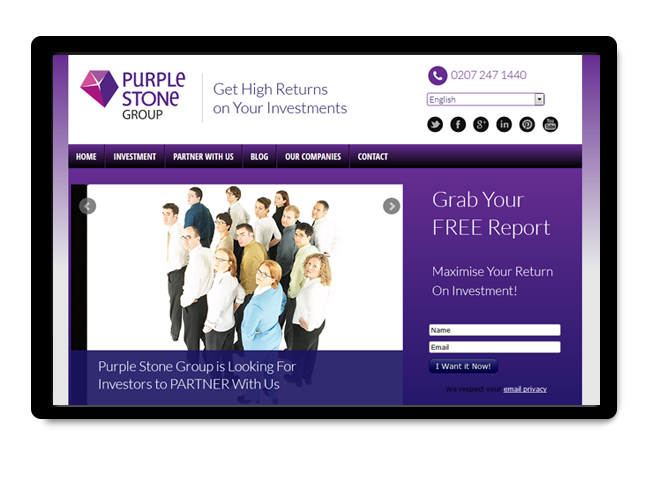 PURPLE
STONE
GROUP
Get High Returns
on Your Investments
0207 247 1440
English
You
Tube
HOME INVESTMENT PARTNER WITH US BLOG OUR COMPANIES CONTACT
Grab Your
FREE Report
Maximise Your Return
On Investment!
Name
Email
I Want it Now!
We respect your email privacy
Purple Stone Group is Looking For
Investors to PARTNER With Us